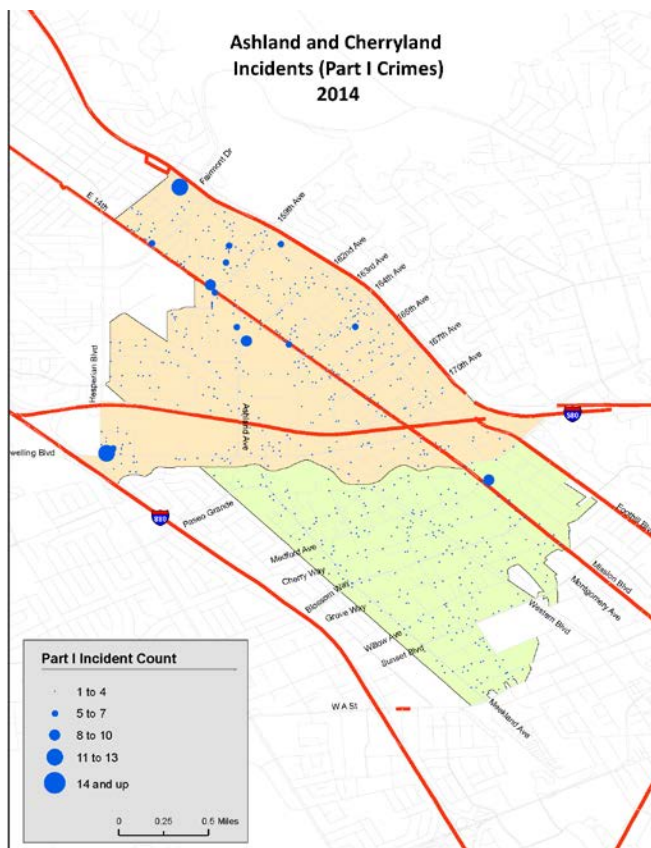 Ashland and Cherryland
Incidents (Part I Crimes)
2014
Fairmont Dr
E 14th
159th Ave
162nd Ave
163rd Ave
164th Ave
165th Ave
167th Ave
170th Ave
Hesperian Blvd
Ashland Ave
580
welling Blvd
880
Paseo Grande
Foothill Blv
Medford Ave
Cherry Way
Blossom Way
Grove Way
Willow Ave
Sunset Blvd
Mission Blvd
Montgomery Ave
Western Blvd
Meekland Ave
W A St
Part I Incident Count
1 to 4
5 to 7
8 to 10
11 to 13
14 and up
0 0.25 0.5 Miles